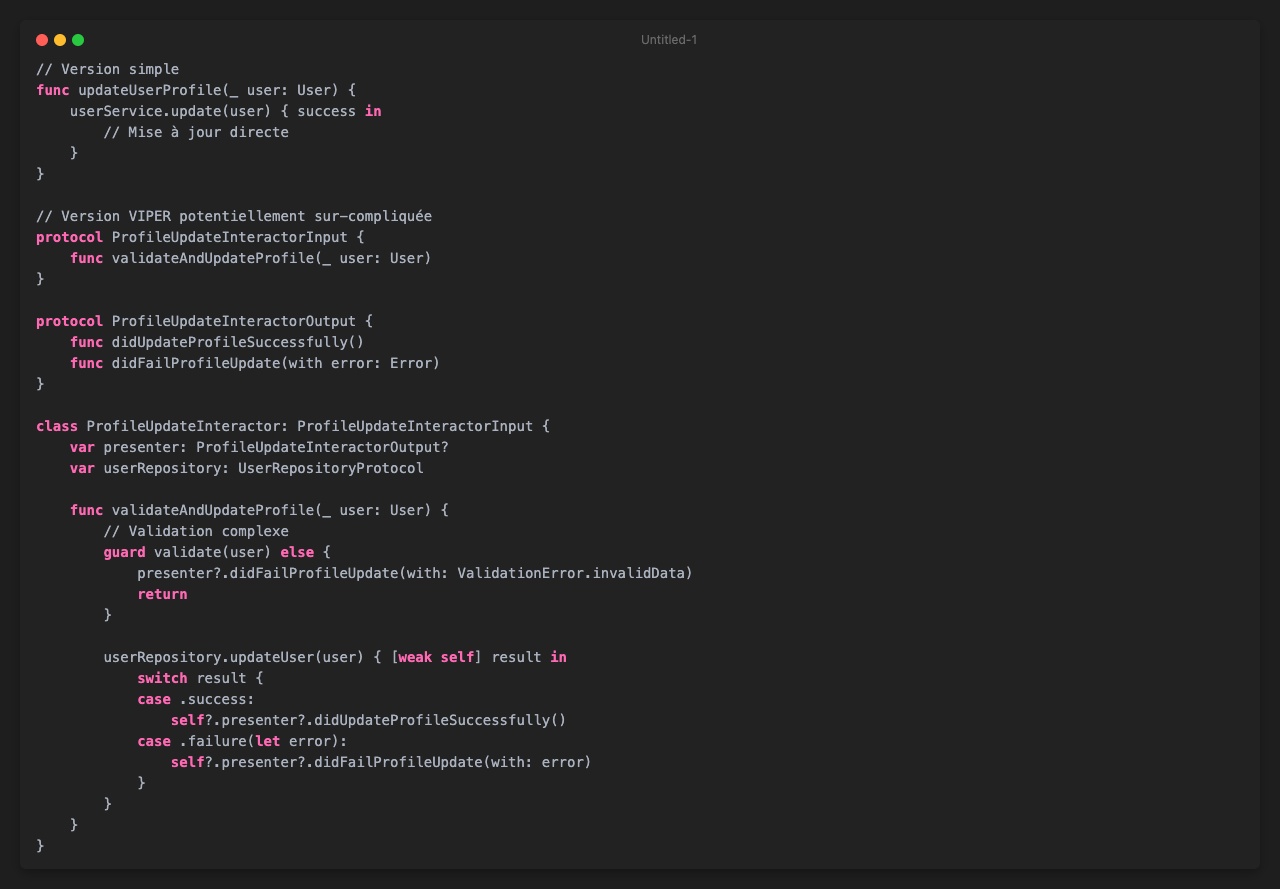 Untitled-1
// Version simple
func updateUserProfile(_ user: User) {
    userService.update(user) { success in
        // Mise à jour directe
    }
}

// Version VIPER potentiellement sur-compliquée
protocol ProfileUpdateInteractorInput {
    func validateAndUpdateProfile(_ user: User)
}

protocol ProfileUpdateInteractorOutput {
    func didUpdateProfileSuccessfully()
    func didFailProfileUpdate(with error: Error)
}

class ProfileUpdateInteractor: ProfileUpdateInteractorInput {
    var presenter: ProfileUpdateInteractorOutput?
    var userRepository: UserRepositoryProtocol

    func validateAndUpdateProfile(_ user: User) {
        // Validation complexe
        guard validate(user) else {
            presenter?.didFailProfileUpdate(with: ValidationError.invalidData)
            return
        }

        userRepository.updateUser(user) { [weak self] result in
            switch result {
            case .success:
                self?.presenter?.didUpdateProfileSuccessfully()
            case .failure(let error):
                self?.presenter?.didFailProfileUpdate(with: error)
            }
        }
    }
}